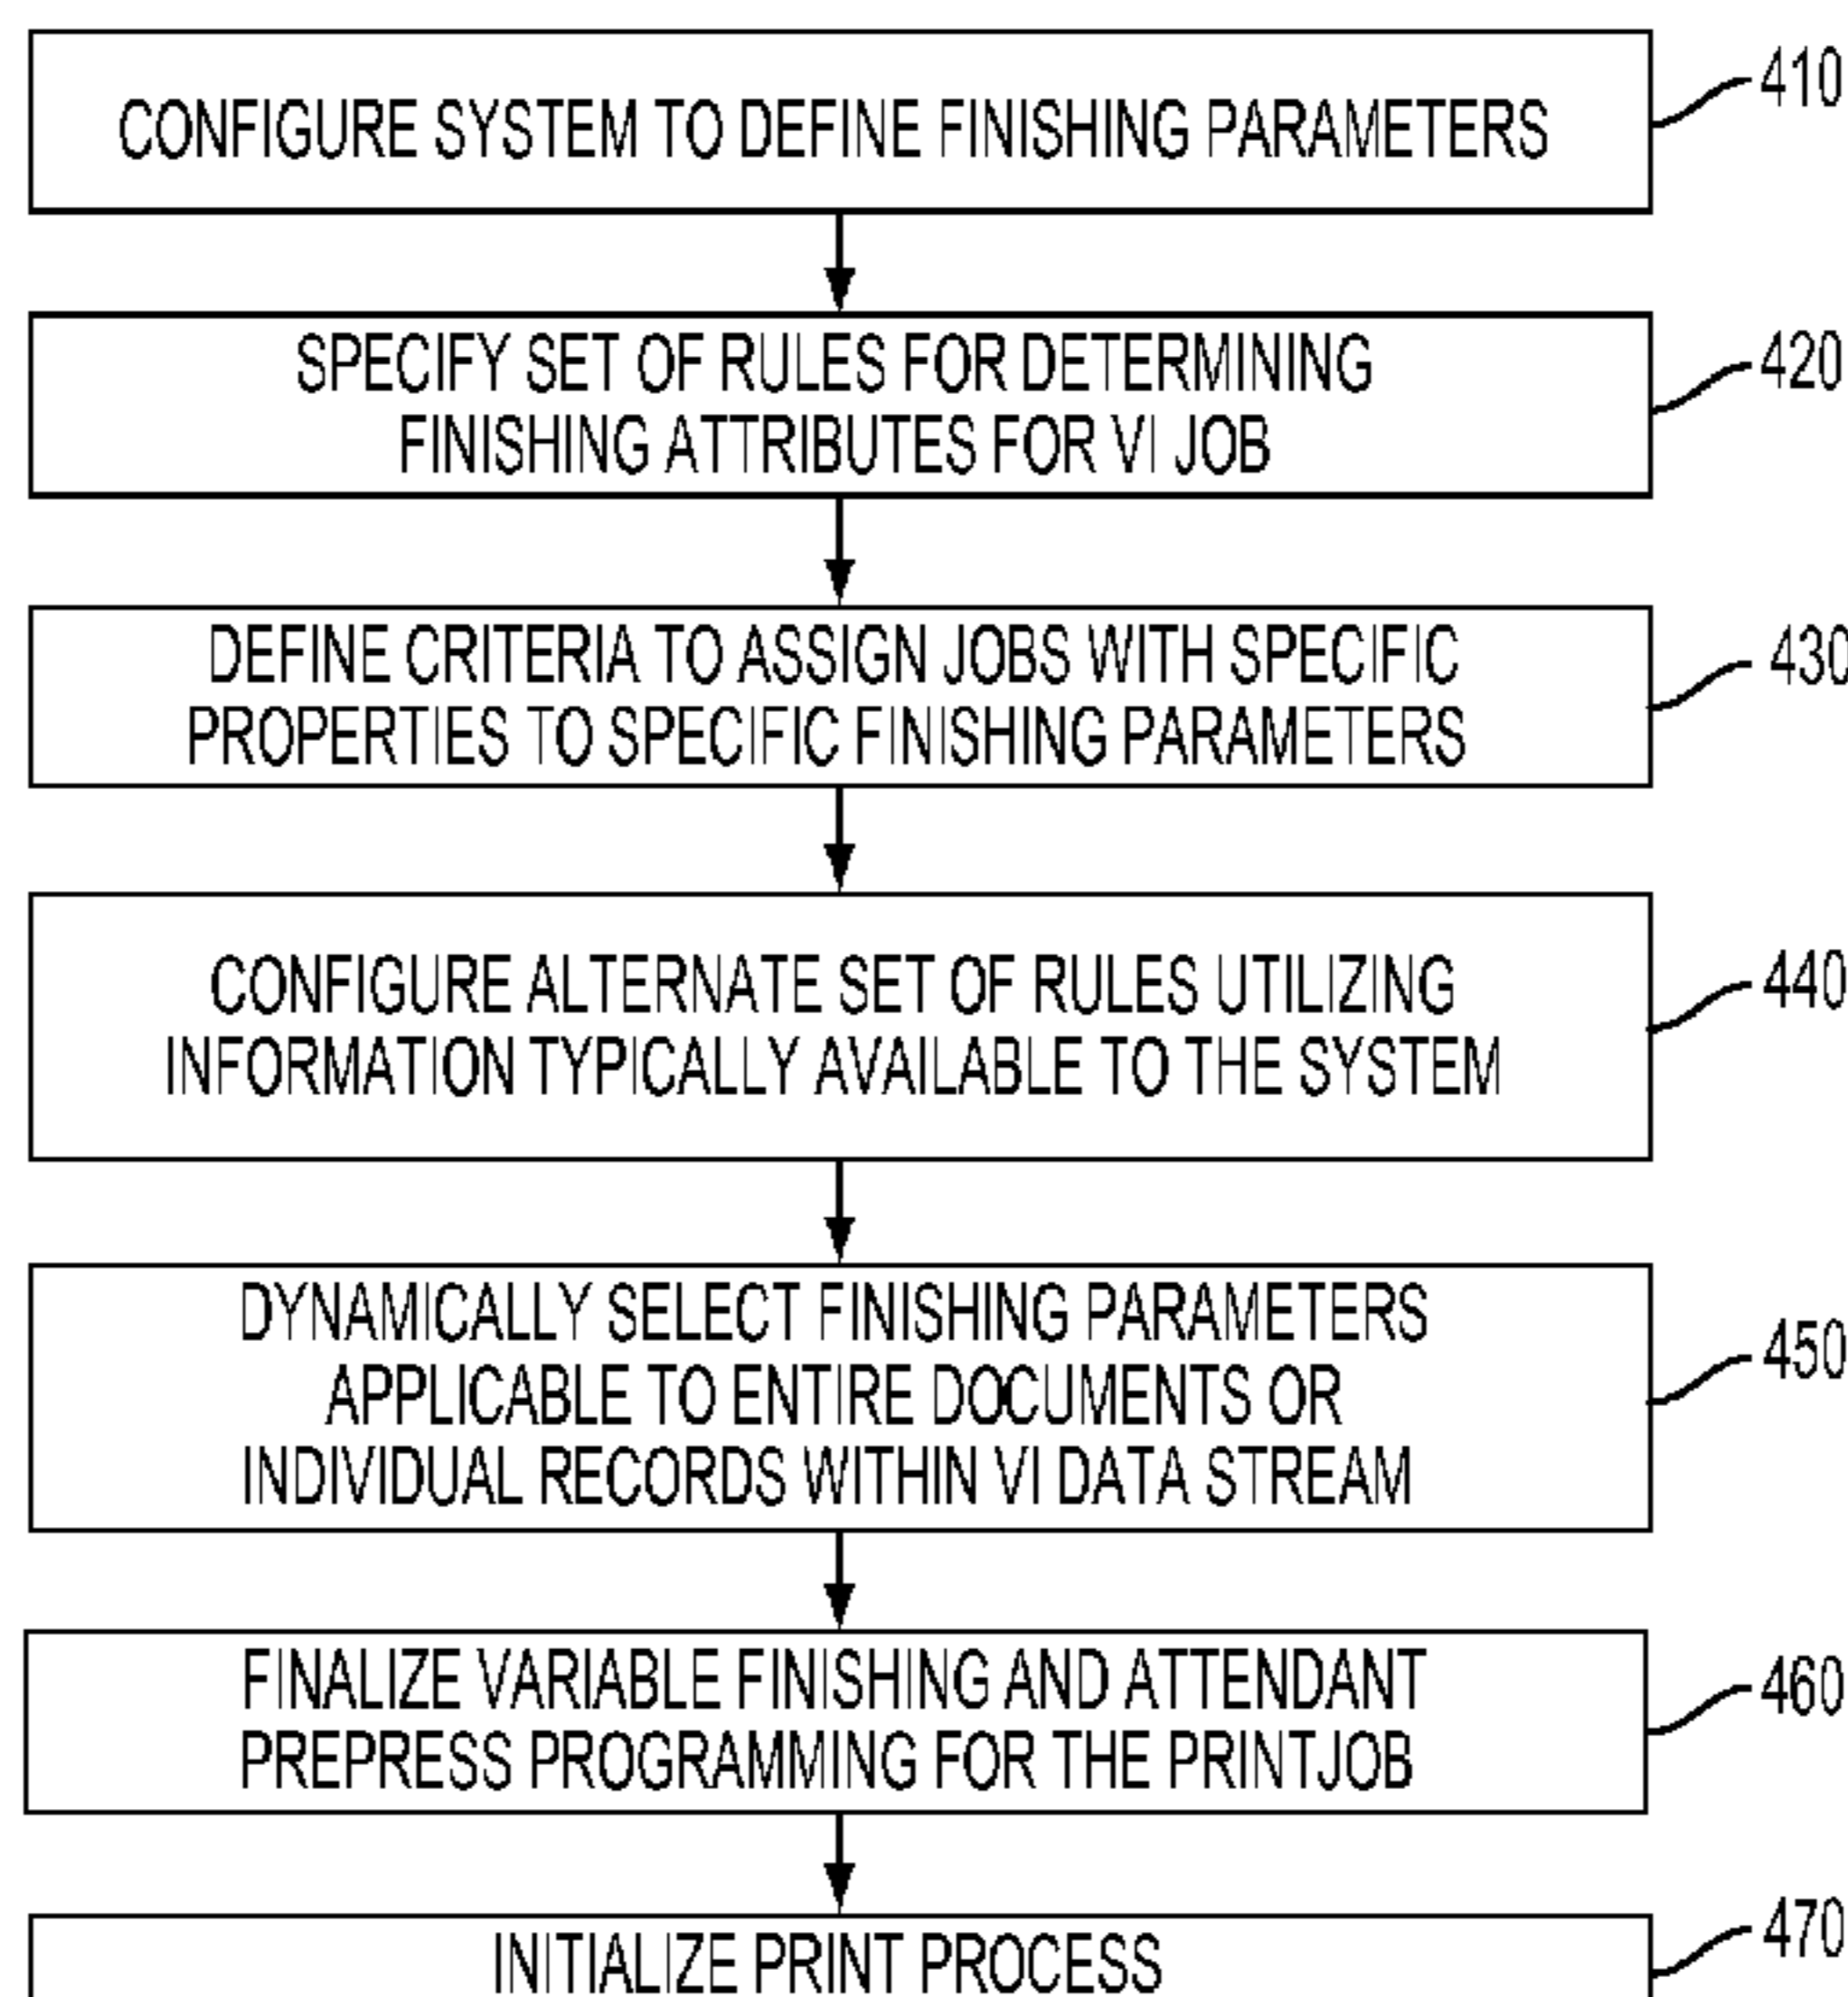 CONFIGURE SYSTEM TO DEFINE FINISHING PARAMETERS
410
SPECIFY SET OF RULES FOR DETERMINING
FINISHING ATTRIBUTES FOR VI JOB
420
DEFINE CRITERIA TO ASSIGN JOBS WITH SPECIFIC
PROPERTIES TO SPECIFIC FINISHING PARAMETERS
430
CONFIGURE ALTERNATE SET OF RULES UTILIZING
INFORMATION TYPICALLY AVAILABLE TO THE SYSTEM
440
DYNAMICALLY SELECT FINISHING PARAMETERS
APPLICABLE TO ENTIRE DOCUMENTS OR
INDIVIDUAL RECORDS WITHIN VI DATA STREAM
450
FINALIZE VARIABLE FINISHING AND ATTENDANT
PREPRESS PROGRAMMING FOR THE PRINTJOB
460
INITIALIZE PRINT PROCESS
470